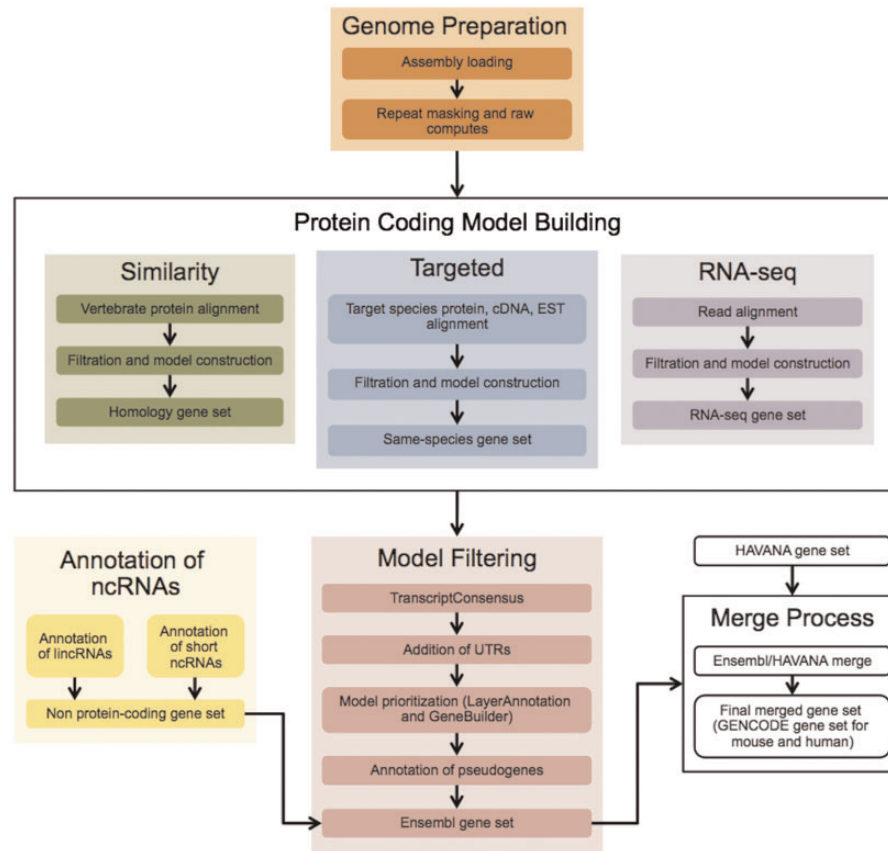 Genome Preparation
Assembly loading
Repeat masking and raw
computes
Protein Coding Model Building
Similarity
Vertebrate protein alignment
Filtration and model construction
Homology gene set
Targeted
Target species protein, cDNA, EST
alignment
Filtration and model construction
Same-species gene set
RNA-seq
Read alignment
Filtration and model construction
RNA-seq gene set
Annotation of
ncRNAs
Annotation
of lincRNAs
Annotation
of short
ncRNAs
Non protein-coding gene set
Model Filtering
TranscriptConsensus
Addition of UTRs
Model prioritization (LayerAnnotation
and GeneBuilder)
Annotation of pseudogenes
Ensembl gene set
HAVANA gene set
Merge Process
Ensembl/HAVANA merge
Final merged gene set
(GENCODE gene set for
mouse and human)